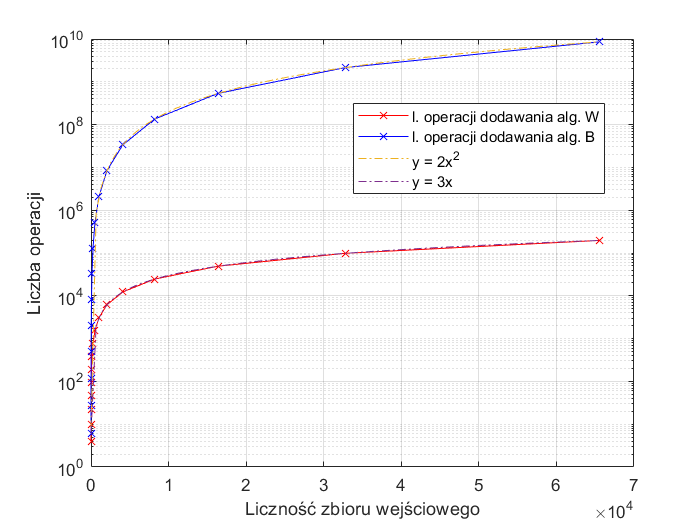 10^10
10^8
10^6
10^4
10^2
10^0
Liczba operacji
l. operacji dodawania alg. W
l. operacji dodawania alg. B
y = 2x^2
y = 3x
0 1 2 3 4 5 6 7
×10^4
Liczność zbioru wejściowego